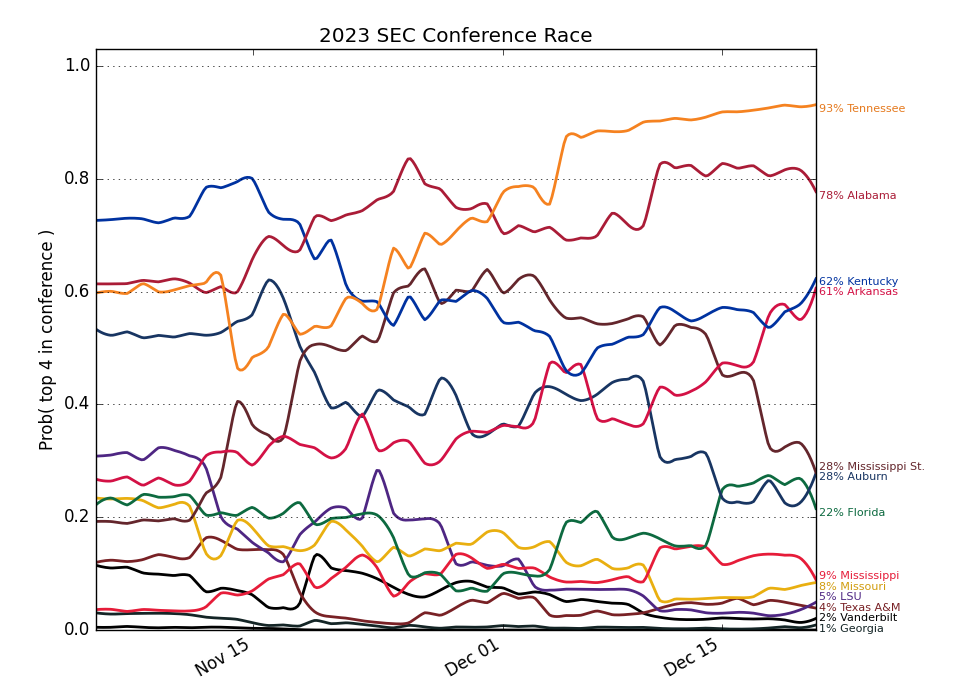 2023 SEC Conference Race
Prob( top 4 in conference )
1.0
0.8
0.6
0.4
0.2
0.0
Nov 15
Dec 01
Dec 15
93% Tennessee
78% Alabama
62% Kentucky
61% Arkansas
28% Mississippi St.
28% Auburn
22% Florida
9% Mississippi
8% Missouri
5% LSU
4% Texas A&M
2% Vanderbilt
1% Georgia